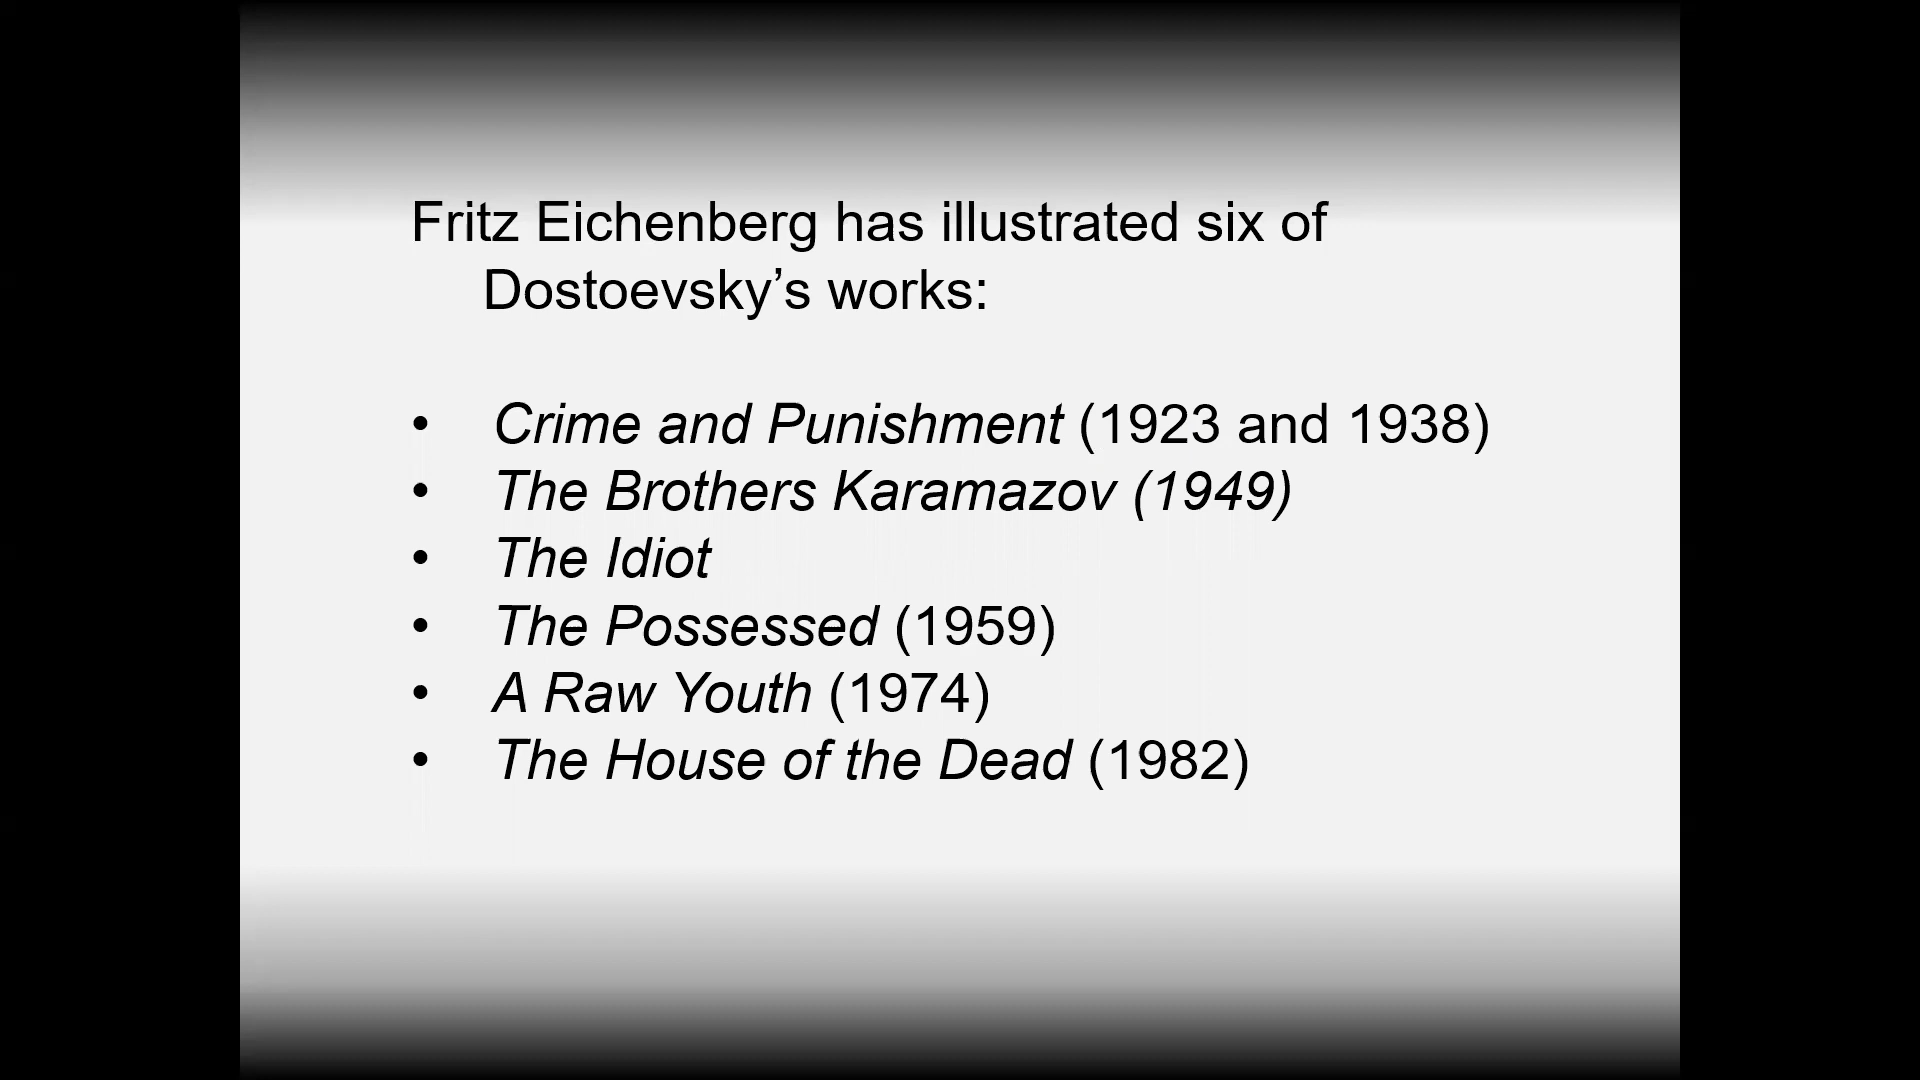 Fritz Eichenberg has illustrated six of
Dostoevsky’s works:
• Crime and Punishment (1923 and 1938)
• The Brothers Karamazov (1949)
• The Idiot
• The Possessed (1959)
• A Raw Youth (1974)
• The House of the Dead (1982)